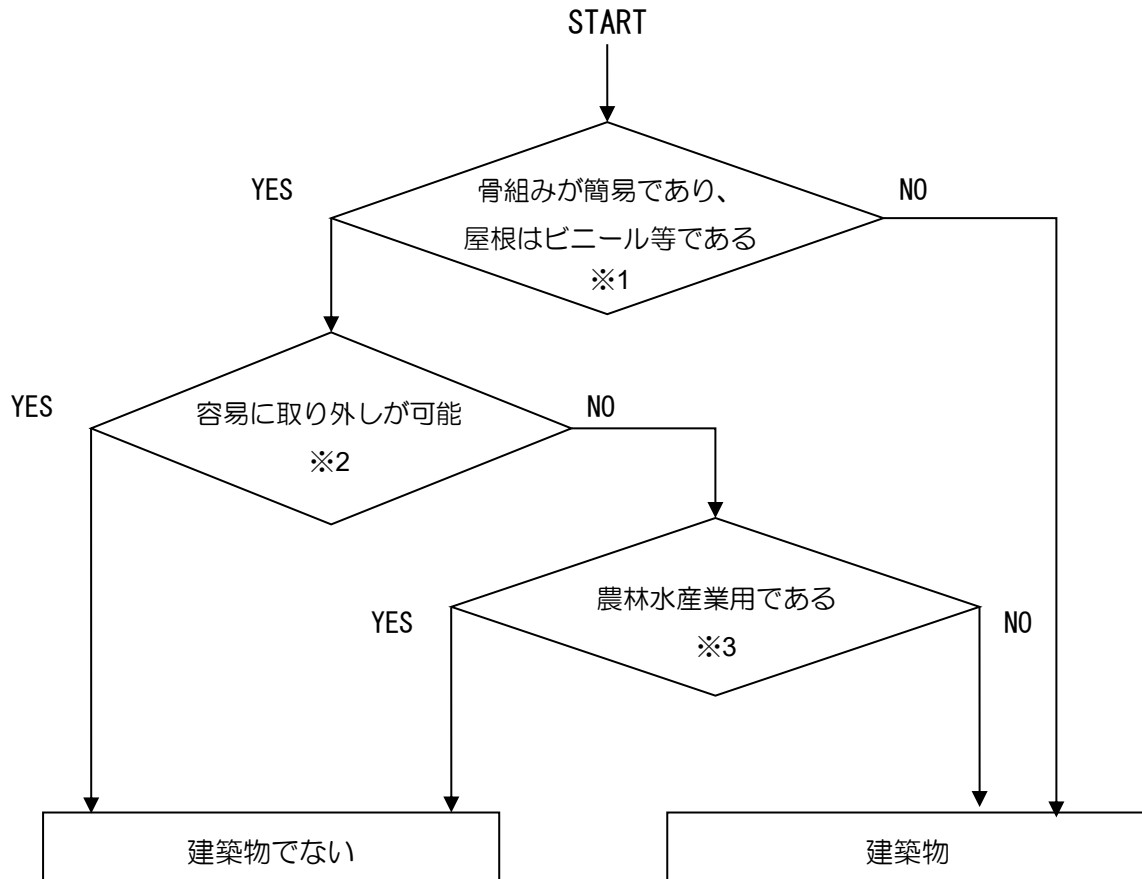 START
YES
骨組みが簡易であり、
NO
屋根はビニール等である
※1
YES
容易に取り外しが可能
NO
※2
YES
農林水産業用である
NO
※3
建築物でない
建築物